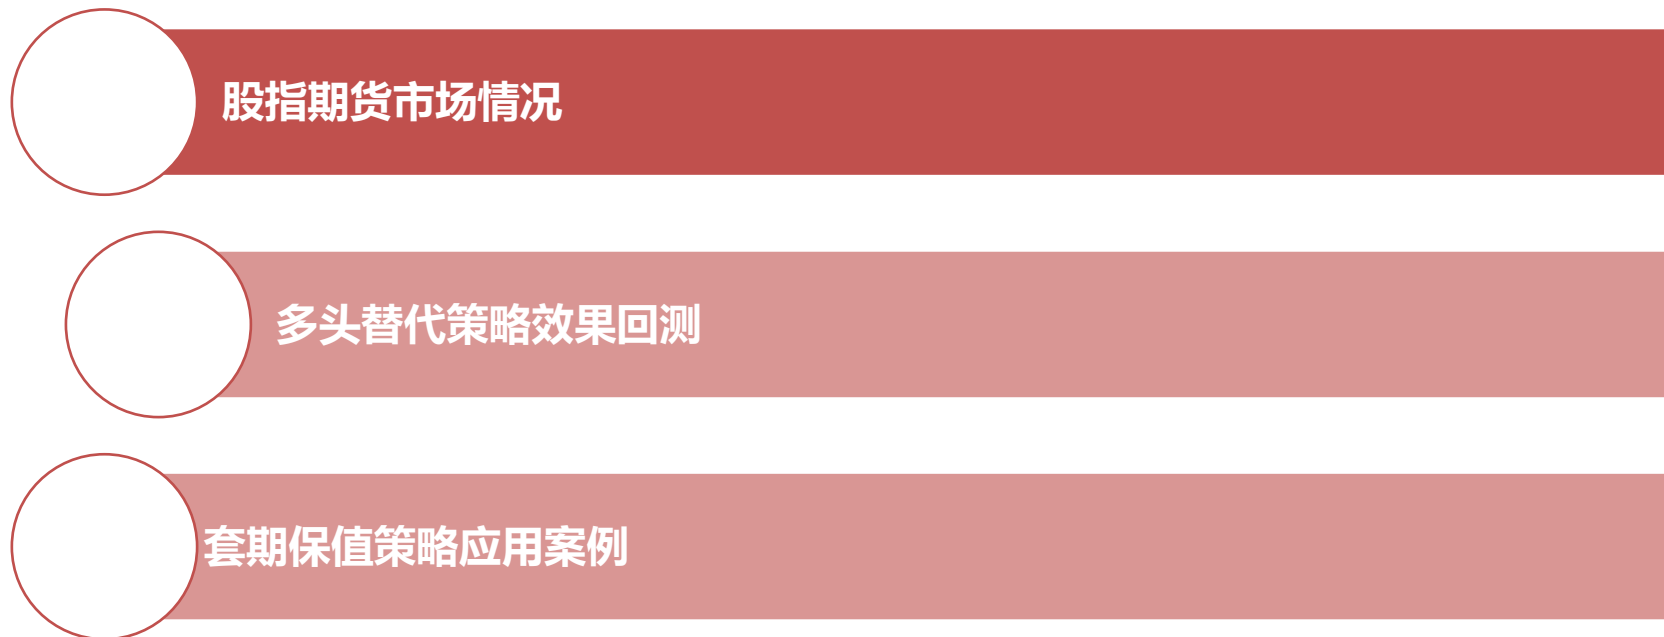 股指期货市场情况
多头替代策略效果回测
套期保值策略应用案例